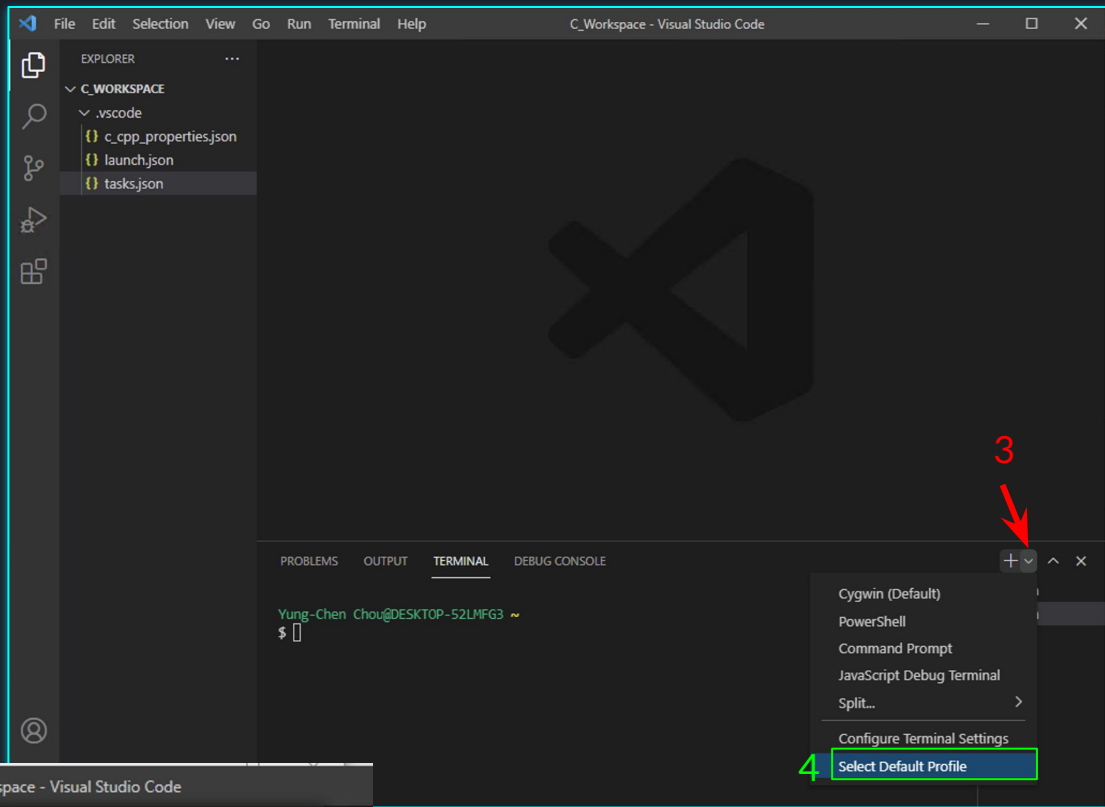 File Edit Selection View Go Run Terminal Help
C_Workspace - Visual Studio Code
EXPLORER
C_WORKSPACE
.vscode
{} c_cpp_properties.json
{} launch.json
{} tasks.json
3
PROBLEMS OUTPUT TERMINAL DEBUG CONSOLE
Yung-Chen Chou@DESKTOP-52LMFG3 ~
$
Cygwin (Default)
PowerShell
Command Prompt
JavaScript Debug Terminal
Split...
Configure Terminal Settings
4 Select Default Profile
space - Visual Studio Code